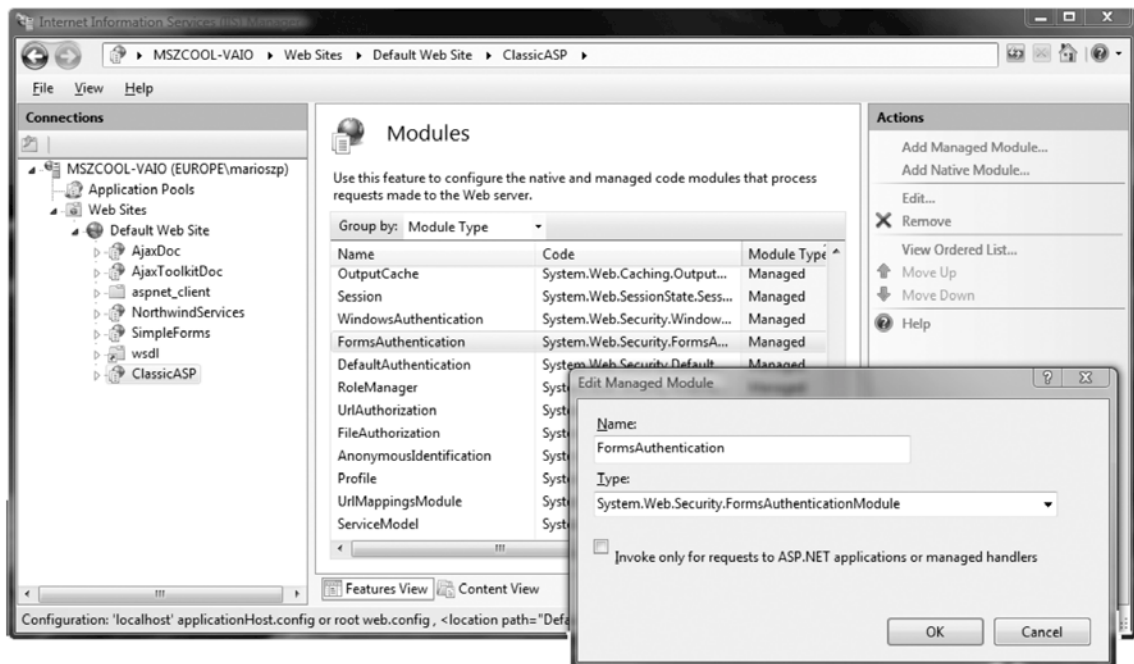 Internet Information Services (IIS) Manager
MSZCOOL-VAIO Web Sites Default Web Site ClassicASP
File View Help
Connections
MSZCOOL-VAIO (EUROPE\marioszp)
Application Pools
Web Sites
Default Web Site
AjaxDoc
AjaxToolkitDoc
aspnet_client
NorthwindServices
SimpleForms
wsdl
ClassicASP
Modules
Use this feature to configure the native and managed code modules that process
requests made to the Web server.
Group by: Module Type
Name Code Module Type
OutputCache System.Web.Caching.Output... Managed
Session System.Web.SessionState.Sess... Managed
WindowsAuthentication System.Web.Security.Window... Managed
FormsAuthentication System.Web.Security.FormsA... Managed
DefaultAuthentication System.Web.Security.Default Managed
RoleManager Syst
UrlAuthorization Syst
FileAuthorization Syst
AnonymousIdentification Syst
Profile Syst
UrlMappingsModule Syst
ServiceModel Syst
Features View Content View
Configuration: 'localhost' applicationHost.config or root web.config, <location path="Defa
Actions
Add Managed Module...
Add Native Module...
Edit...
Remove
View Ordered List...
Move Up
Move Down
Help
Edit Managed Module
Name:
FormsAuthentication
Type:
System.Web.Security.FormsAuthenticationModule
Invoke only for requests to ASP.NET applications or managed handlers
OK Cancel